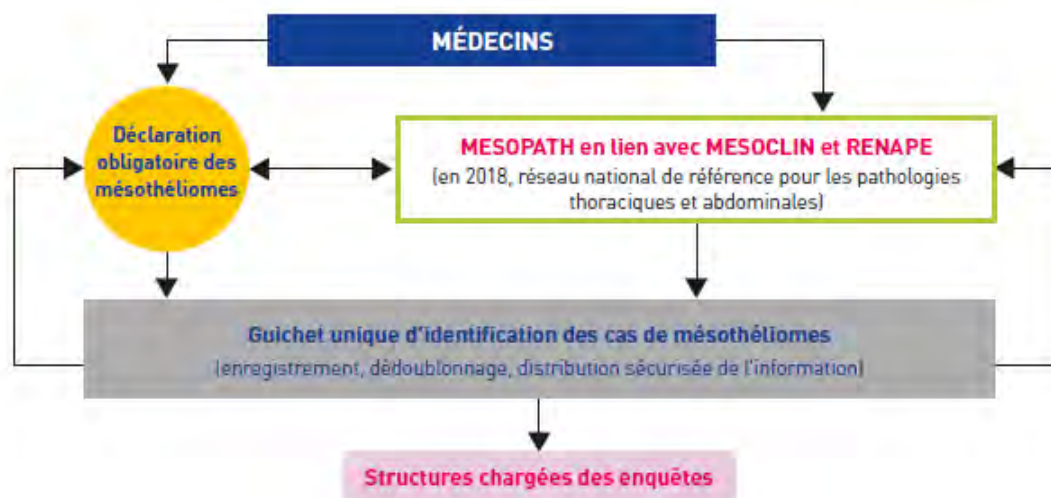 MÉDECINS
Déclaration
obligatoire des
mésothéliomes
MESOPATH en lien avec MESOCLIN et RENAPE
(en 2018, réseau national de référence pour les pathologies
thoraciques et abdominales)
Guichet unique d'identification des cas de mésothéliomes
(enregistrement, dédoublonnage, distribution sécurisée de l'information)
Structures chargées des enquêtes